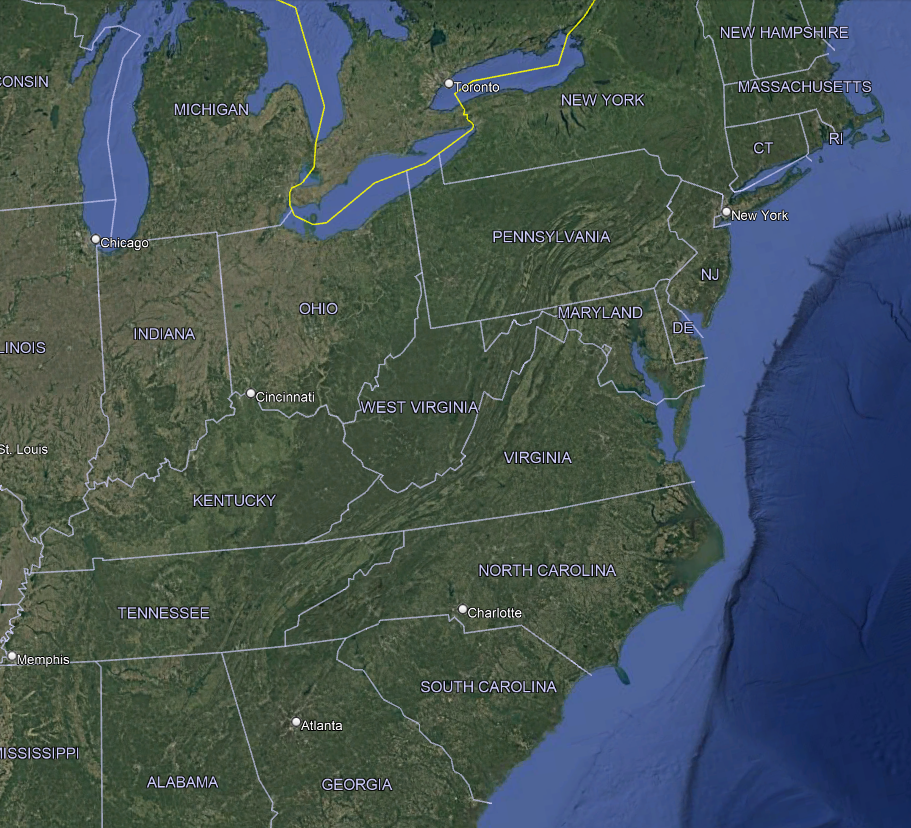 NEW HAMPSHIRE
CONSIN
Toronto
MASSACHUSETTS
MICHIGAN
NEW YORK
RI
CT
New York
PENNSYLVANIA
Chicago
NJ
OHIO
MARYLAND
INDIANA
DE
LINOIS
Cincinnati
WEST VIRGINIA
St. Louis
VIRGINIA
KENTUCKY
NORTH CAROLINA
TENNESSEE
Charlotte
Memphis
SOUTH CAROLINA
Atlanta
MISSISSIPPI
ALABAMA
GEORGIA